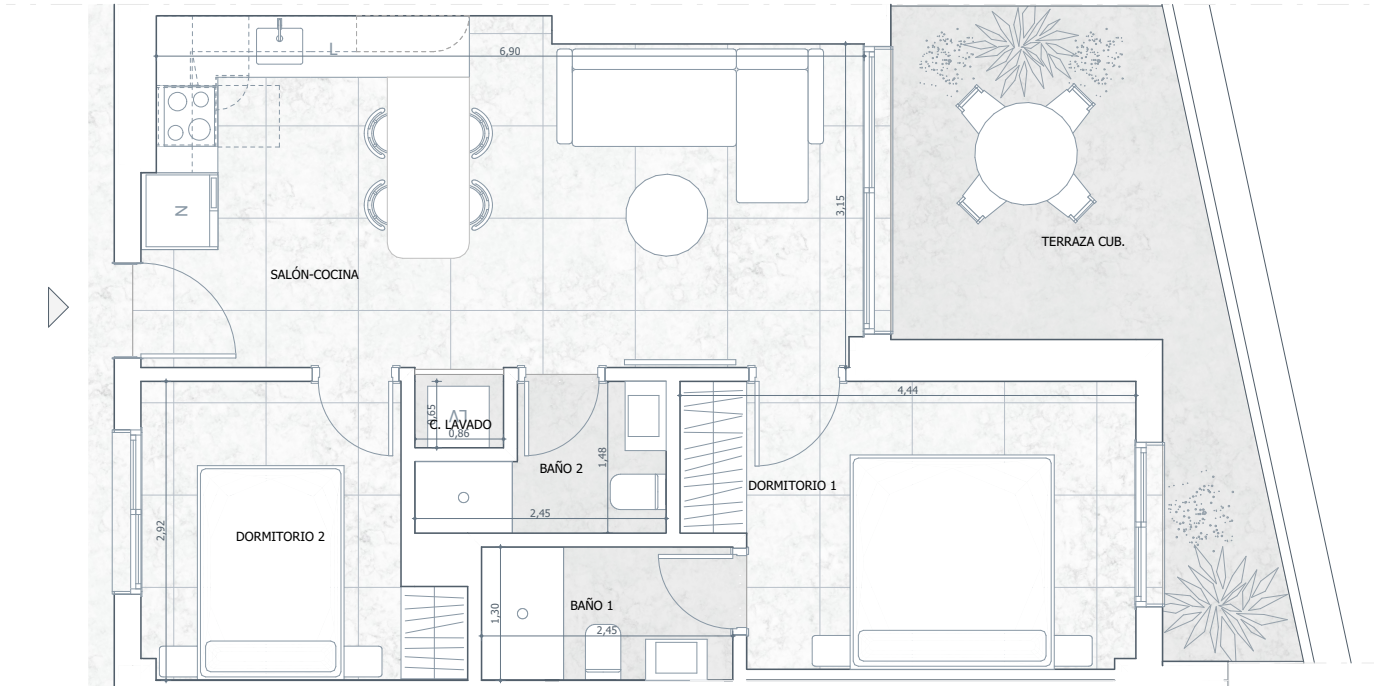 L
6,90
N
3,15
TERRAZA CUB.
SALÓN-COCINA
4,44
LV
0,65
C. LAVADO
0,86
BAÑO 2
1,48
DORMITORIO 1
2,45
2,92
DORMITORIO 2
BAÑO 1
1,30
2,45